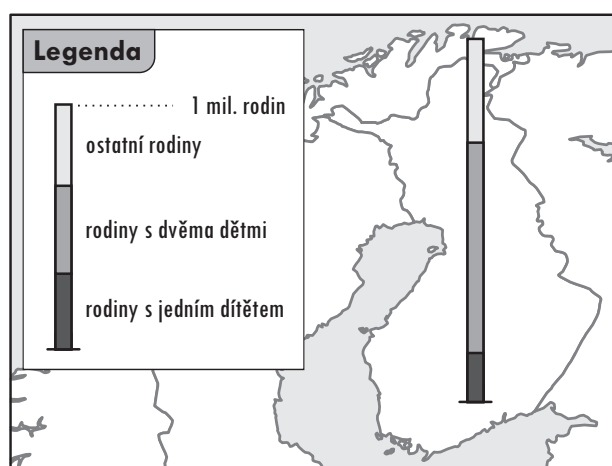 Legenda
1 mil. rodin
ostatní rodiny
rodiny s dvěma dětmi
rodiny s jedním dítětem